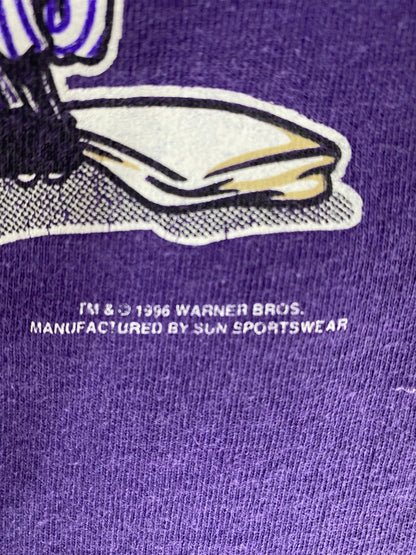 TM & © 1996 WARNER BROS.
MANUFACTURED BY SUN SPORTSWEAR